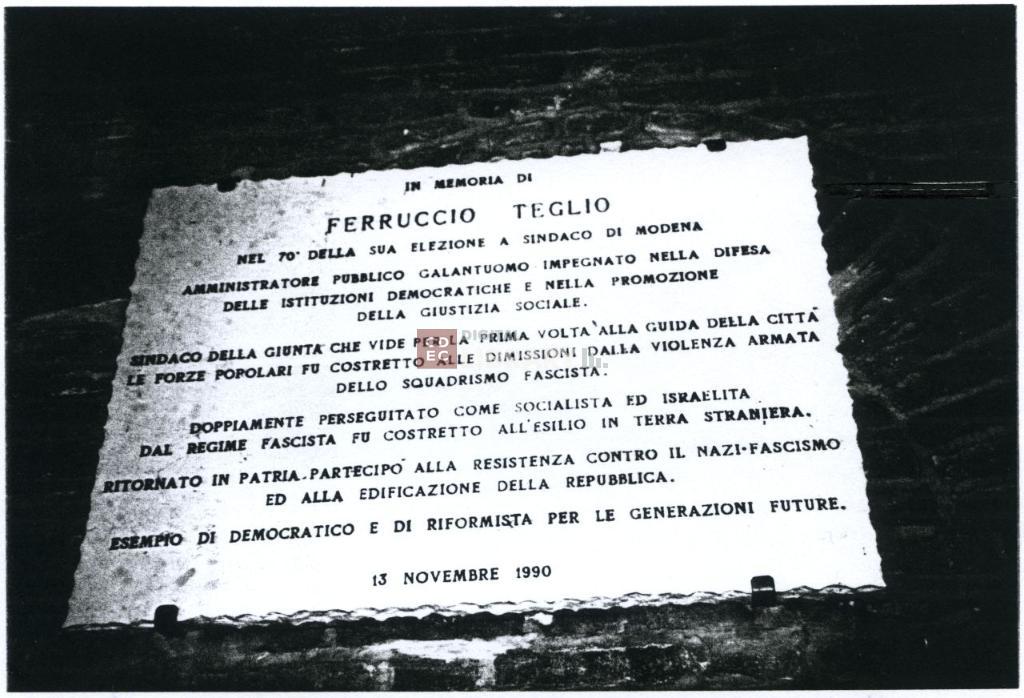 IN MEMORIA DI
FERRUCCIO TEGLIO
NEL 70° DELLA SUA ELEZIONE A SINDACO DI MODENA
AMMINISTRATORE PUBBLICO GALANTUOMO IMPEGNATO NELLA DIFESA
DELLE ISTITUZIONI DEMOCRATICHE E NELLA PROMOZIONE
DELLA GIUSTIZIA SOCIALE.
SINDACO DELLA GIUNTA CHE VIDE PER LA PRIMA VOLTA ALLA GUIDA DELLA CITTÀ
LE FORZE POPOLARI FU COSTRETTO ALLE DIMISSIONI DALLA VIOLENZA ARMATA
DELLO SQUADRISMO FASCISTA.
DOPPIAMENTE PERSEGUITATO COME SOCIALISTA ED ISRAELITA
DAL REGIME FASCISTA FU COSTRETTO ALL'ESILIO IN TERRA STRANIERA.
RITORNATO IN PATRIA PARTECIPÒ ALLA RESISTENZA CONTRO IL NAZI-FASCISMO
ED ALLA EDIFICAZIONE DELLA REPUBBLICA.
ESEMPIO DI DEMOCRATICO E DI RIFORMISTA PER LE GENERAZIONI FUTURE.
13 NOVEMBRE 1990
CD
EC
DIGITAL